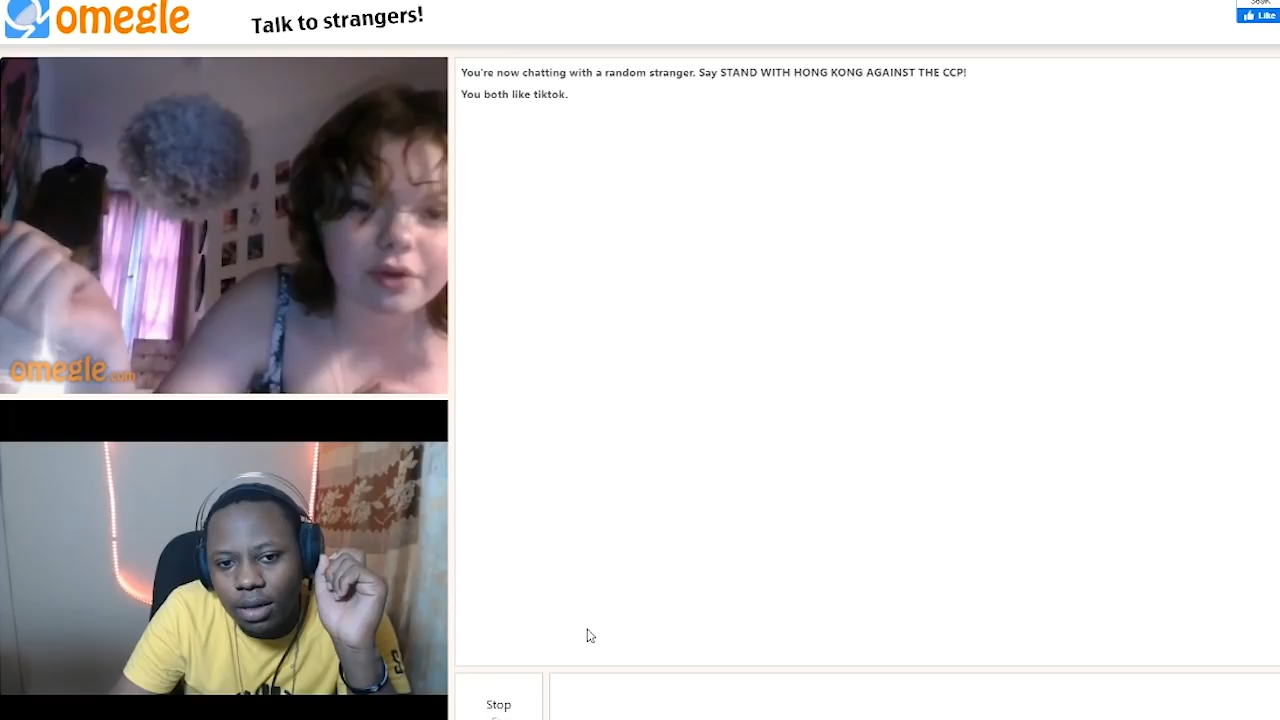 omegle
Talk to strangers!
Like
You're now chatting with a random stranger. Say STAND WITH HONG KONG AGAINST THE CCP!
You both like tiktok.
omegle.com
Stop